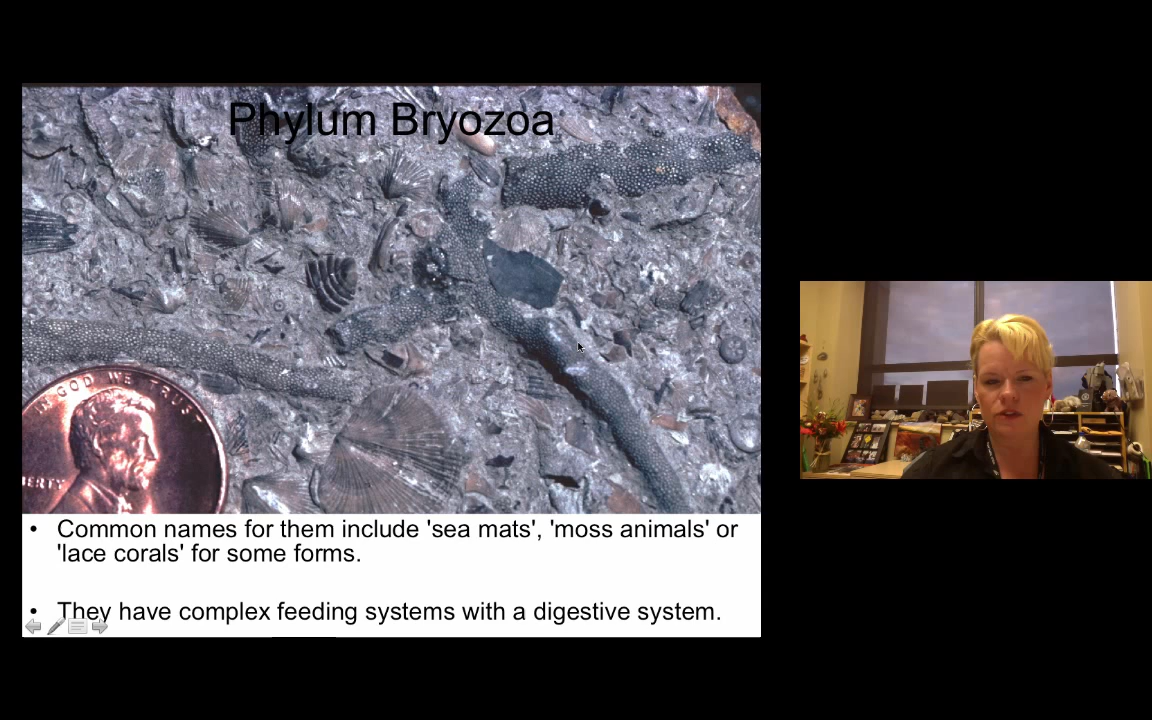 Phylum Bryozoa
IN GOD WE TRUST
• Common names for them include 'sea mats', 'moss animals' or
'lace corals' for some forms.
• They have complex feeding systems with a digestive system.